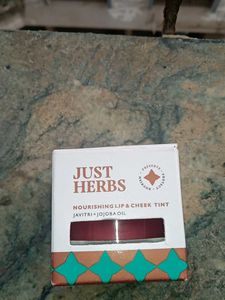 JUST
HERBS
NOURISHING LIP & CHEEK TINT
JAVITRI + JOJOBA OIL